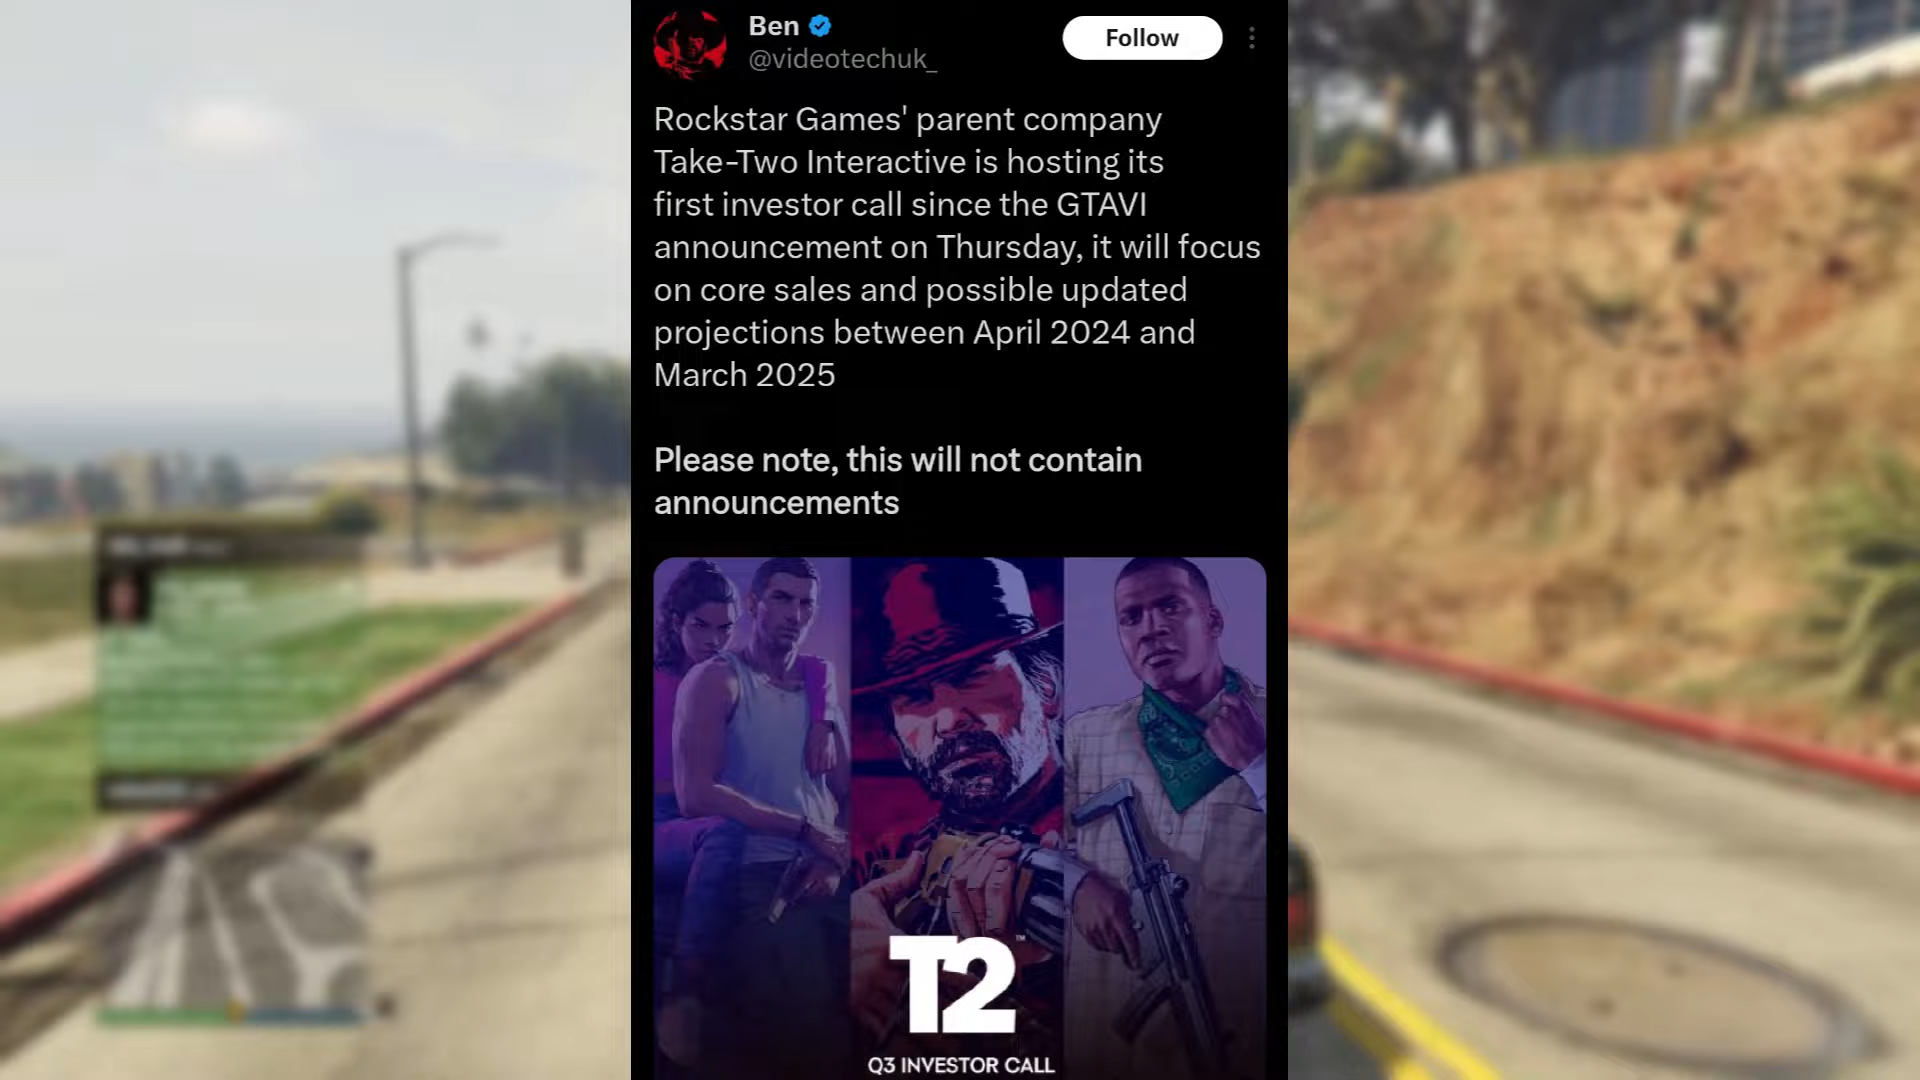 Ben
@videotechuk_
Follow
Rockstar Games' parent company
Take-Two Interactive is hosting its
first investor call since the GTAVI
announcement on Thursday, it will focus
on core sales and possible updated
projections between April 2024 and
March 2025
Please note, this will not contain
announcements
T2™
Q3 INVESTOR CALL